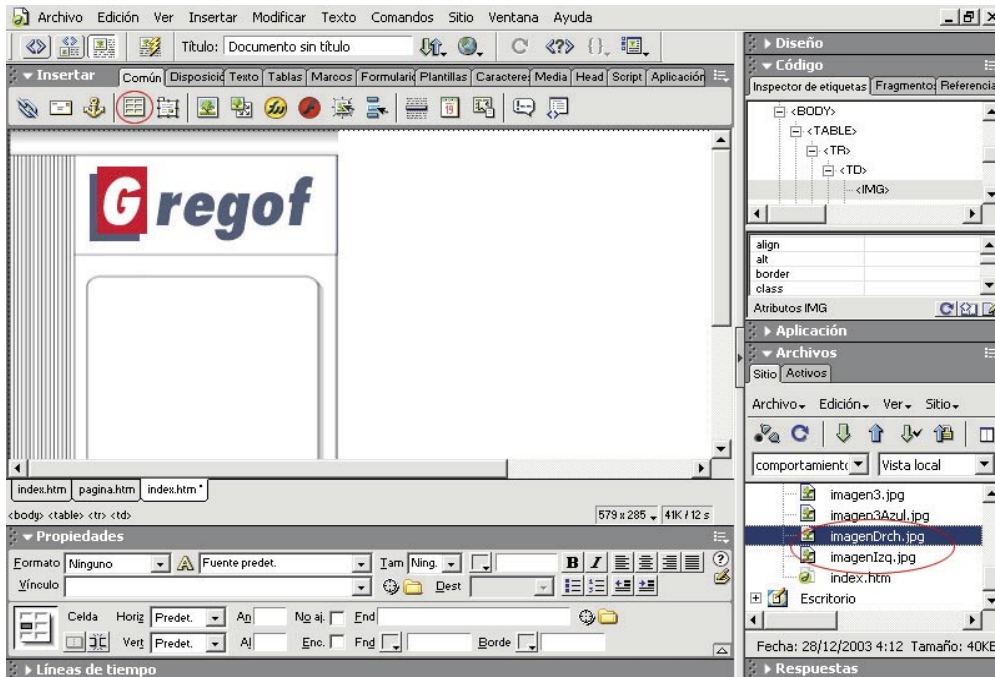 Archivo Edición Ver Insertar Modificar Texto Comandos Sitio Ventana Ayuda
Título: Documento sin título
Insertar Común Disposició Texto Tablas Marcos Formulario Plantillas Caracteres Media Head Script Aplicación
Gregof
index.htm pagina.htm index.htm*
<body> <table> <tr> <td>
579 x 285 41K / 12 s
Propiedades
Formato Ninguno Fuente predet. Tam Ning. B I
Vínculo Dest
Celda Horiz Predet. An No aj. Fnd
Vert Predet. Al Enc. Fnd Borde
Líneas de tiempo
Diseño
Código
Inspector de etiquetas Fragmentos Referencia
<BODY>
<TABLE>
<TR>
<TD>
<IMG>
align
alt
border
class
Atributos IMG
Aplicación
Archivos
Sitio Activos
Archivo Edición Ver Sitio
comportamiento Vista local
imagen3.jpg
imagen3Azul.jpg
imagenDrch.jpg
imagenIzq.jpg
index.htm
Escritorio
Fecha: 28/12/2003 4:12 Tamaño: 40KB
Respuestas